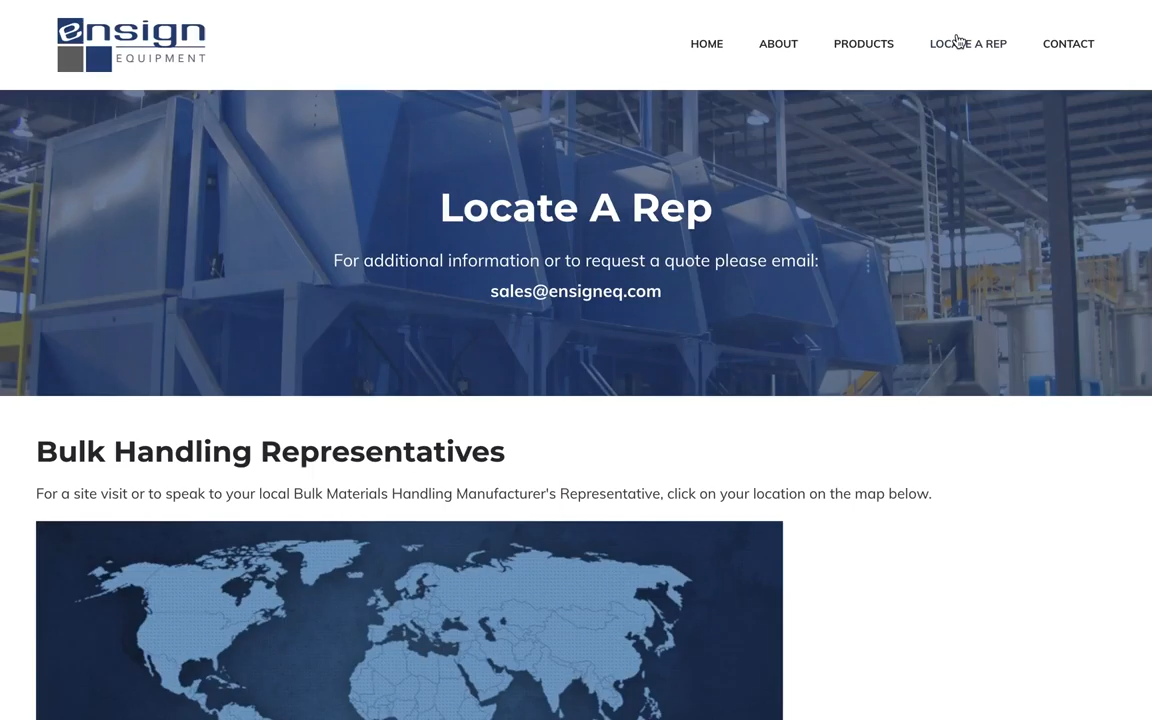 ensign
EQUIPMENT
HOME
ABOUT
PRODUCTS
LOCATE A REP
CONTACT
Locate A Rep
For additional information or to request a quote please email:
sales@ensigneq.com
Bulk Handling Representatives
For a site visit or to speak to your local Bulk Materials Handling Manufacturer's Representative, click on your location on the map below.